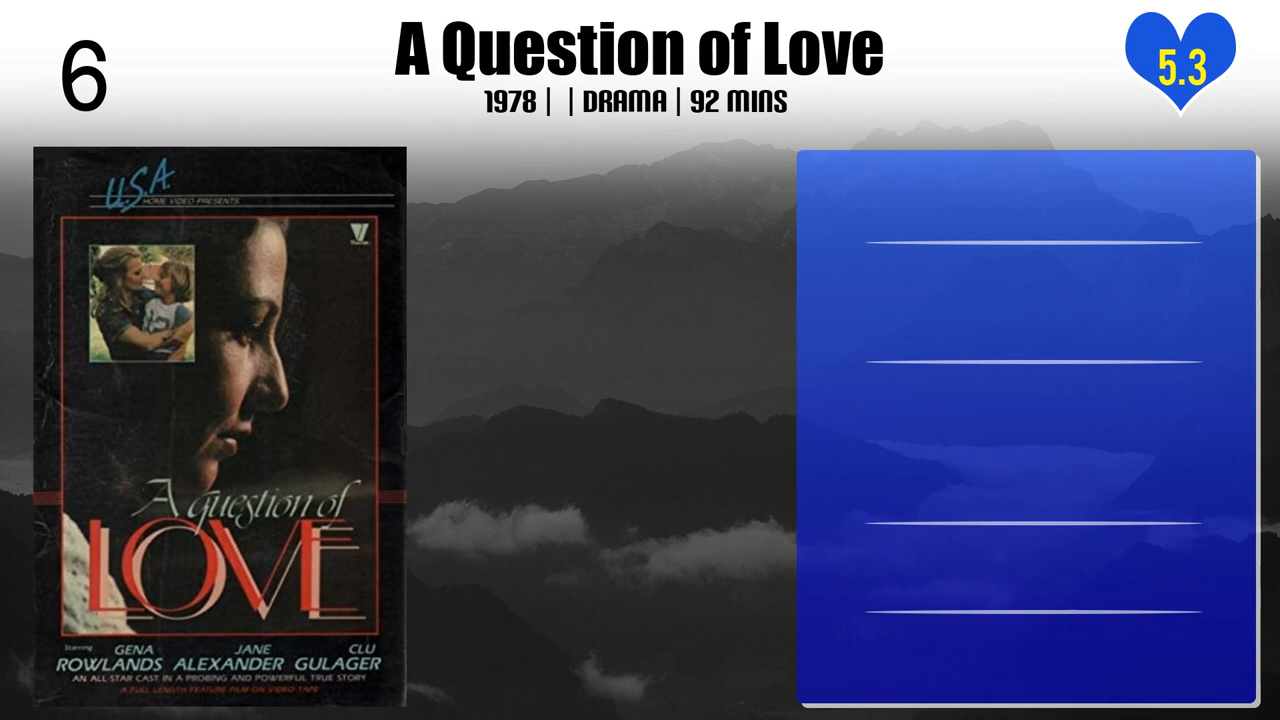 6
A Question of Love
1978 | | DRAMA | 92 MINS
5.3
U.S.A.
HOME VIDEO PRESENTS
A question of
LOVE
Starring GENA ROWLANDS JANE ALEXANDER CLU GULAGER
AN ALL-STAR CAST IN A PROBING AND POWERFUL TRUE STORY
A FULL LENGTH FEATURE FILM ON VIDEO TAPE